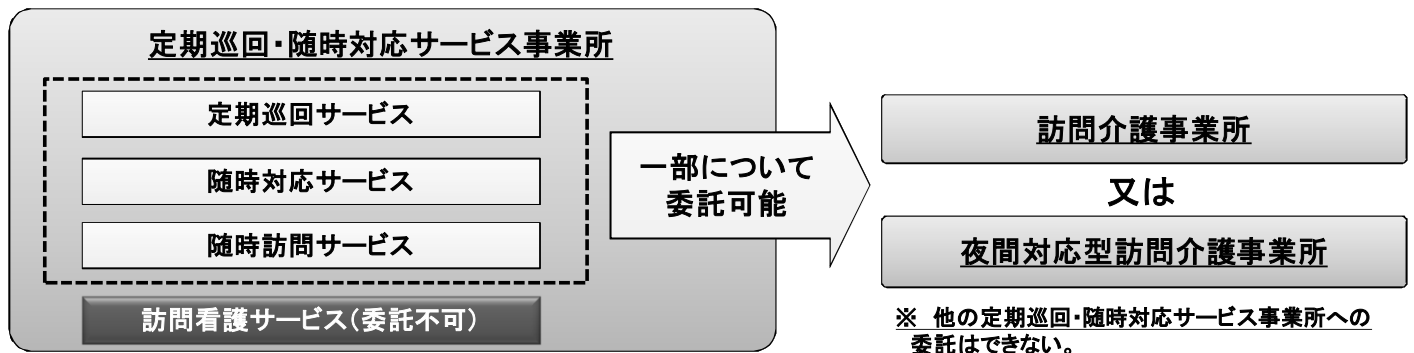 定期巡回・随時対応サービス事業所
定期巡回サービス
随時対応サービス
随時訪問サービス
訪問看護サービス（委託不可）
一部について
委託可能
訪問介護事業所
又は
夜間対応型訪問介護事業所
※ 他の定期巡回・随時対応サービス事業所への
委託はできない。